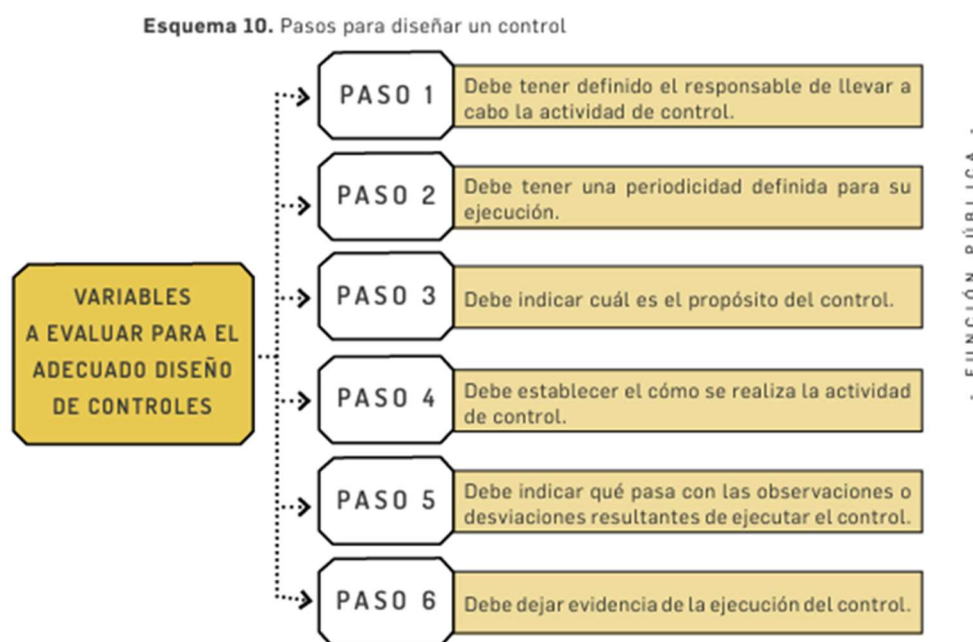 Esquema 10. Pasos para diseñar un control
VARIABLES
A EVALUAR PARA EL
ADECUADO DISEÑO
DE CONTROLES
PASO 1
Debe tener definido el responsable de llevar a
cabo la actividad de control.
PASO 2
Debe tener una periodicidad definida para su
ejecución.
PASO 3
Debe indicar cuál es el propósito del control.
PASO 4
Debe establecer el cómo se realiza la actividad
de control.
PASO 5
Debe indicar qué pasa con las observaciones o
desviaciones resultantes de ejecutar el control.
PASO 6
Debe dejar evidencia de la ejecución del control.
- FUNCIÓN PÚBLICA -